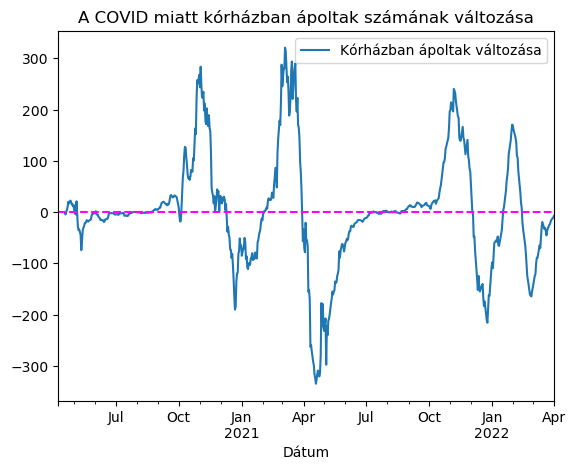 A COVID miatt kórházban ápoltak számának változása
Kórházban ápoltak változása
300
200
100
0
−100
−200
−300
Jul
Oct
Jan
2021
Apr
Jul
Oct
Jan
2022
Apr
Dátum